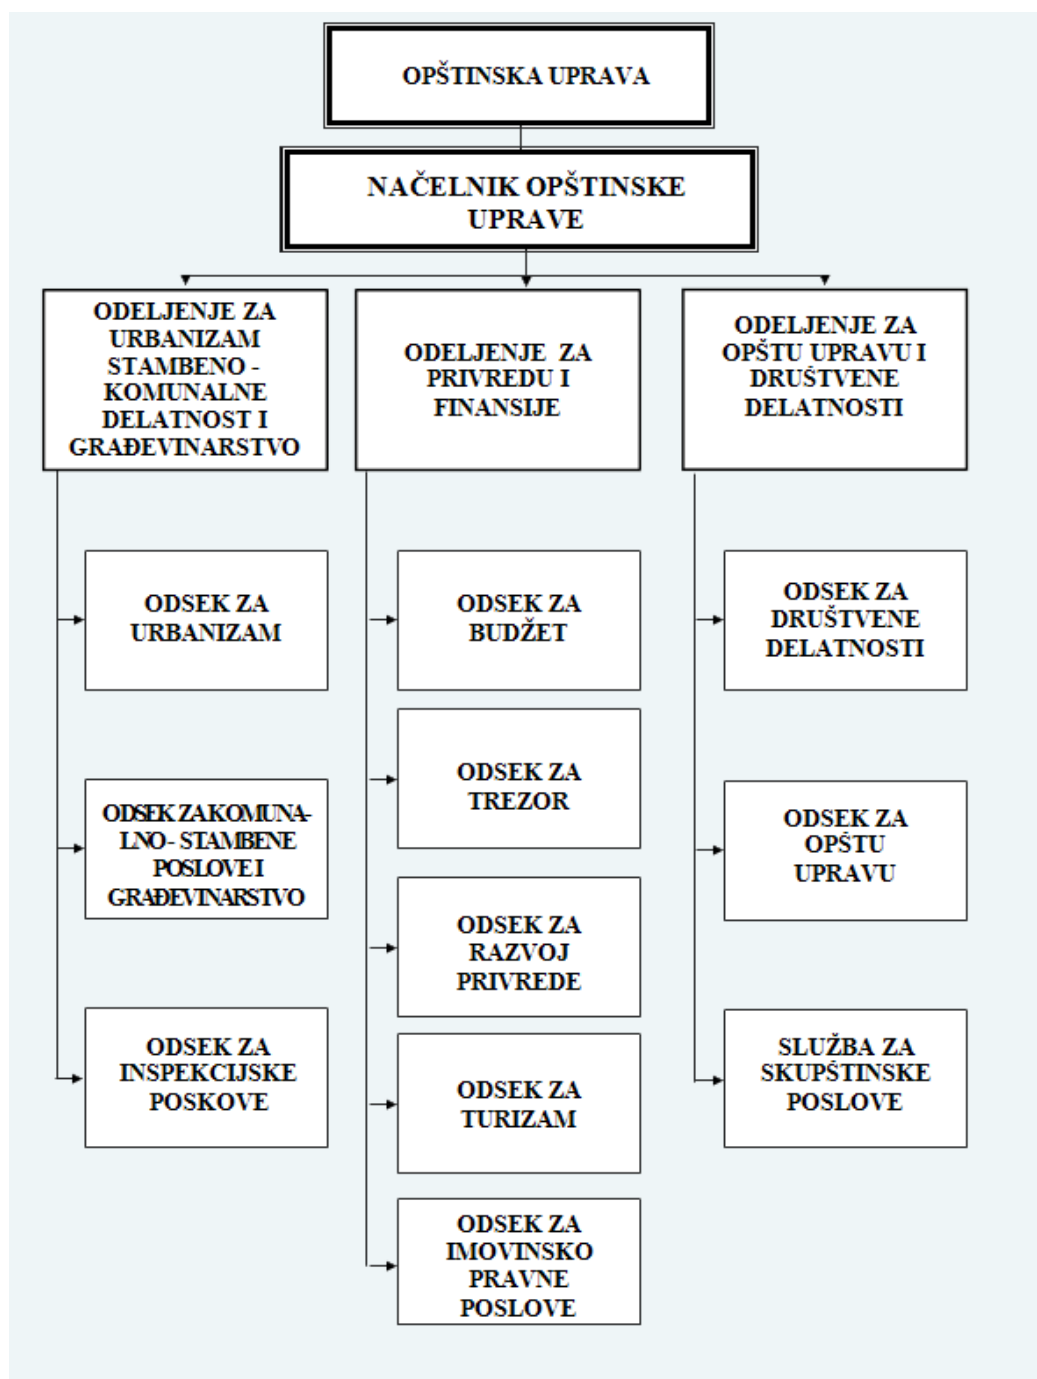 OPŠTINSKA UPRAVA
NAČELNIK OPŠTINSKE
UPRAVE
ODELJENJE ZA
URBANIZAM
STAMBENO -
KOMUNALNE
DELATNOST I
GRAĐEVINARSTVO
ODELJENJE ZA
PRIVREDU I
FINANSIJE
ODELJENJE ZA
OPŠTU UPRAVU I
DRUŠTVENE
DELATNOSTI
ODSEK ZA
URBANIZAM
ODSEK ZA KOMUNA-
LNO - STAMBENE
POSLOVE I
GRAĐEVINARSTVO
ODSEK ZA
INSPEKCIJSKE
POSKOVE
ODSEK ZA
BUDŽET
ODSEK ZA
TREZOR
ODSEK ZA
RAZVOJ
PRIVREDE
ODSEK ZA
TURIZAM
ODSEK ZA
IMOVINSKO
PRAVNE
POSLOVE
ODSEK ZA
DRUŠTVENE
DELATNOSTI
ODSEK ZA
OPŠTU
UPRAVU
SLUŽBA ZA
SKUPŠTINSKE
POSLOVE